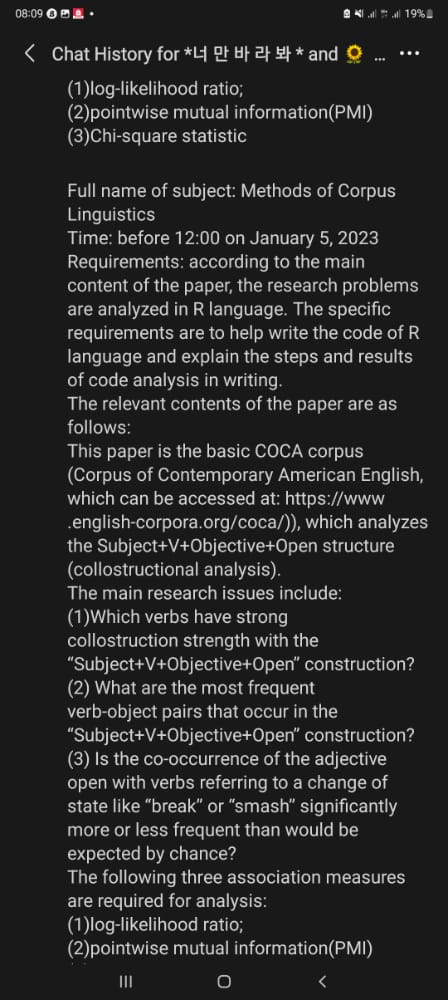 08:09
19%
Chat History for *너 만 바 라 봐 * and 🌻 ...
(1)log-likelihood ratio;
(2)pointwise mutual information(PMI)
(3)Chi-square statistic
Full name of subject: Methods of Corpus
Linguistics
Time: before 12:00 on January 5, 2023
Requirements: according to the main
content of the paper, the research problems
are analyzed in R language. The specific
requirements are to help write the code of R
language and explain the steps and results
of code analysis in writing.
The relevant contents of the paper are as
follows:
This paper is the basic COCA corpus
(Corpus of Contemporary American English,
which can be accessed at: https://www
.english-corpora.org/coca/)), which analyzes
the Subject+V+Objective+Open structure
(collostructional analysis).
The main research issues include:
(1)Which verbs have strong
collostruction strength with the
“Subject+V+Objective+Open” construction?
(2) What are the most frequent
verb-object pairs that occur in the
“Subject+V+Objective+Open” construction?
(3) Is the co-occurrence of the adjective
open with verbs referring to a change of
state like “break” or “smash” significantly
more or less frequent than would be
expected by chance?
The following three association measures
are required for analysis:
(1)log-likelihood ratio;
(2)pointwise mutual information(PMI)